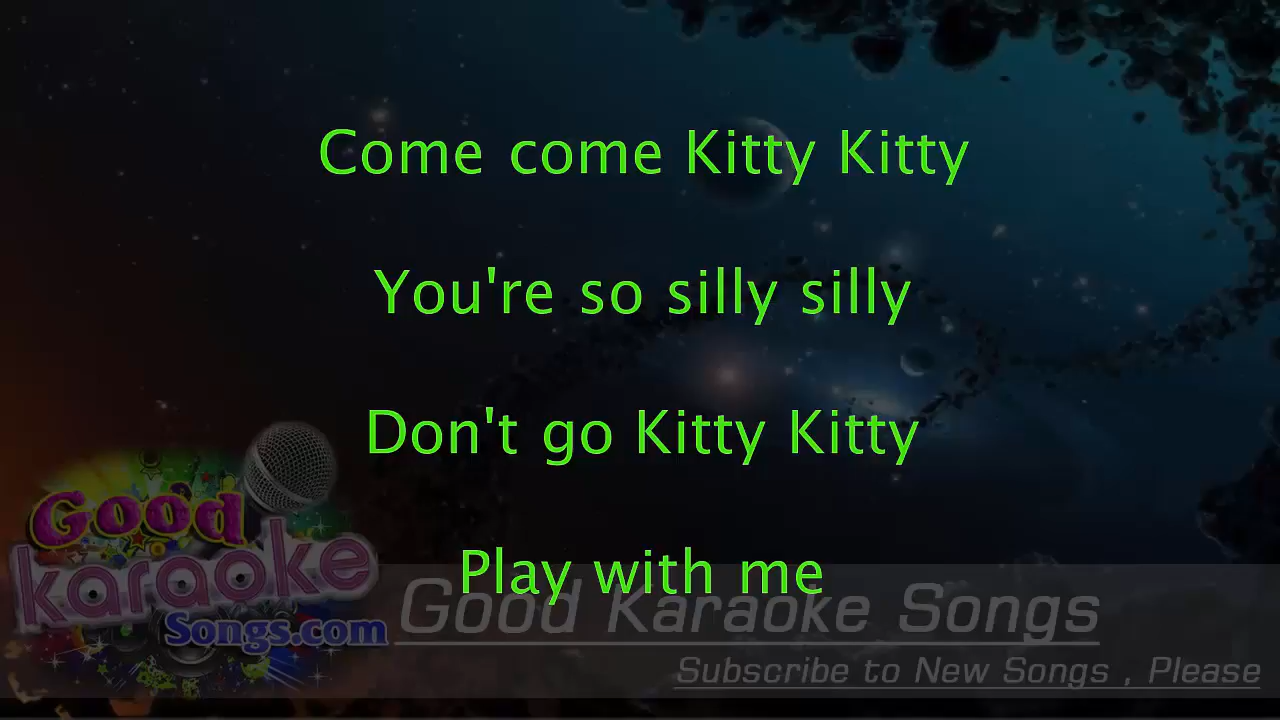 Come come Kitty Kitty
You're so silly silly
Don't go Kitty Kitty
Play with me
Good
karaoke
Songs.com
Good Karaoke Songs
Subscribe to New Songs , Please